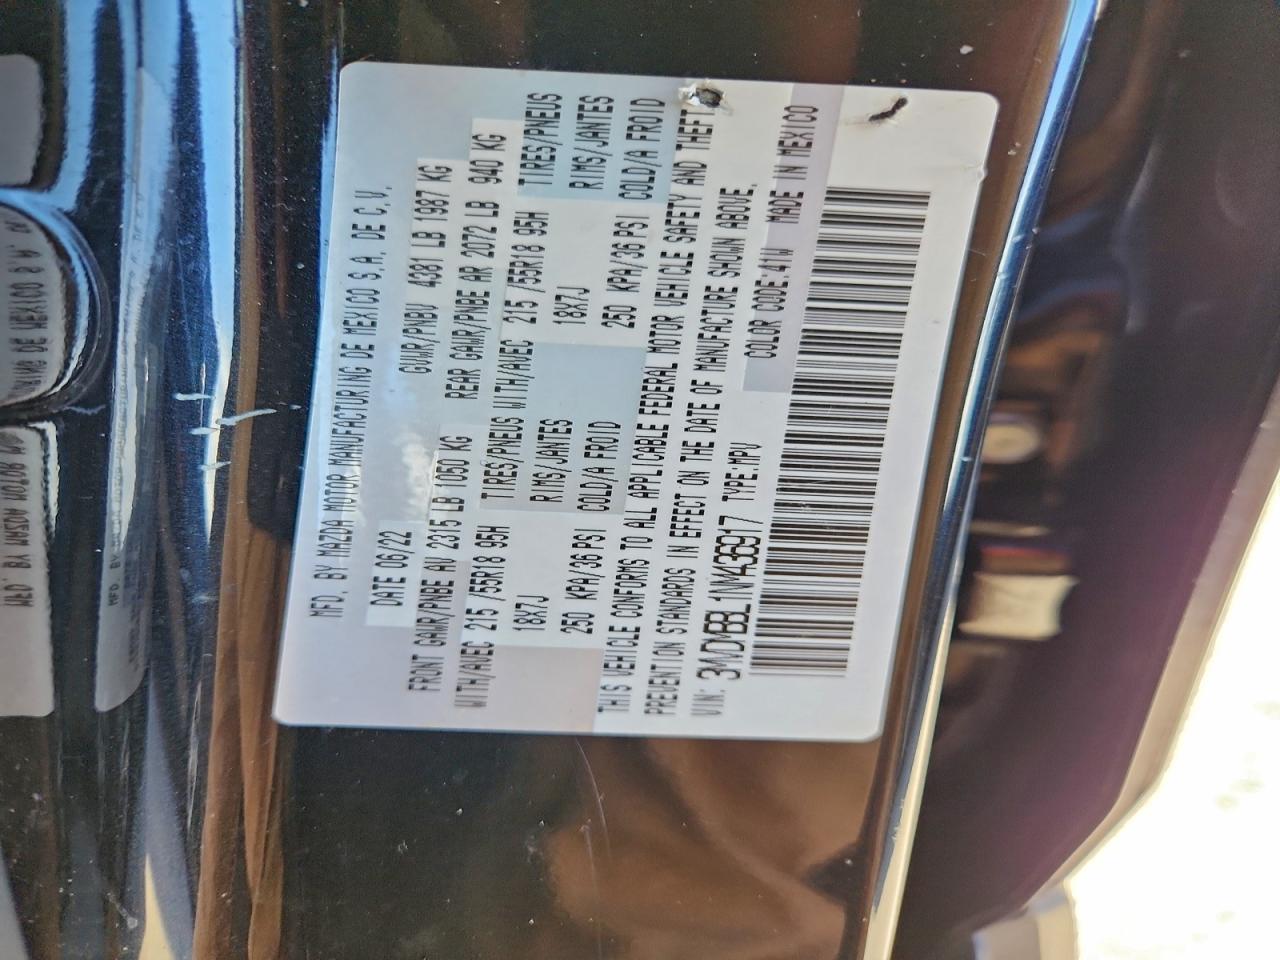 MFD. BY MAZDA MOTOR MANUFACTURING DE MEXICO S.A. DE C.V.
DATE 06/22 GVWR/PNBV 4381 LB 1987 KG
FRONT GAWR/PNBE AV 2315 LB 1050 KG REAR GAWR/PNBE AR 2072 LB 940 KG
WITH/AVEC 215 /55R18 95H TIRES/PNEUS WITH/AVEC 215 /55R18 95H TIRES/PNEUS
18X7J RIMS/JANTES 18X7J RIMS/JANTES
250 KPA/36 PSI COLD/A FROID 250 KPA/36 PSI COLD/A FROID
THIS VEHICLE CONFORMS TO ALL APPLICABLE FEDERAL MOTOR VEHICLE SAFETY AND THEFT
PREVENTION STANDARDS IN EFFECT ON THE DATE OF MANUFACTURE SHOWN ABOVE.
VIN: 3MVDMBBL1NM436917 TYPE:MPV COLOR CODE:41W MADE IN MEXICO